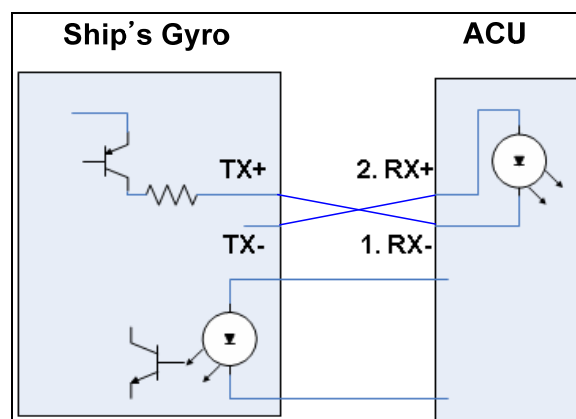 Ship's Gyro
ACU
TX+
2. RX+
TX-
1. RX-